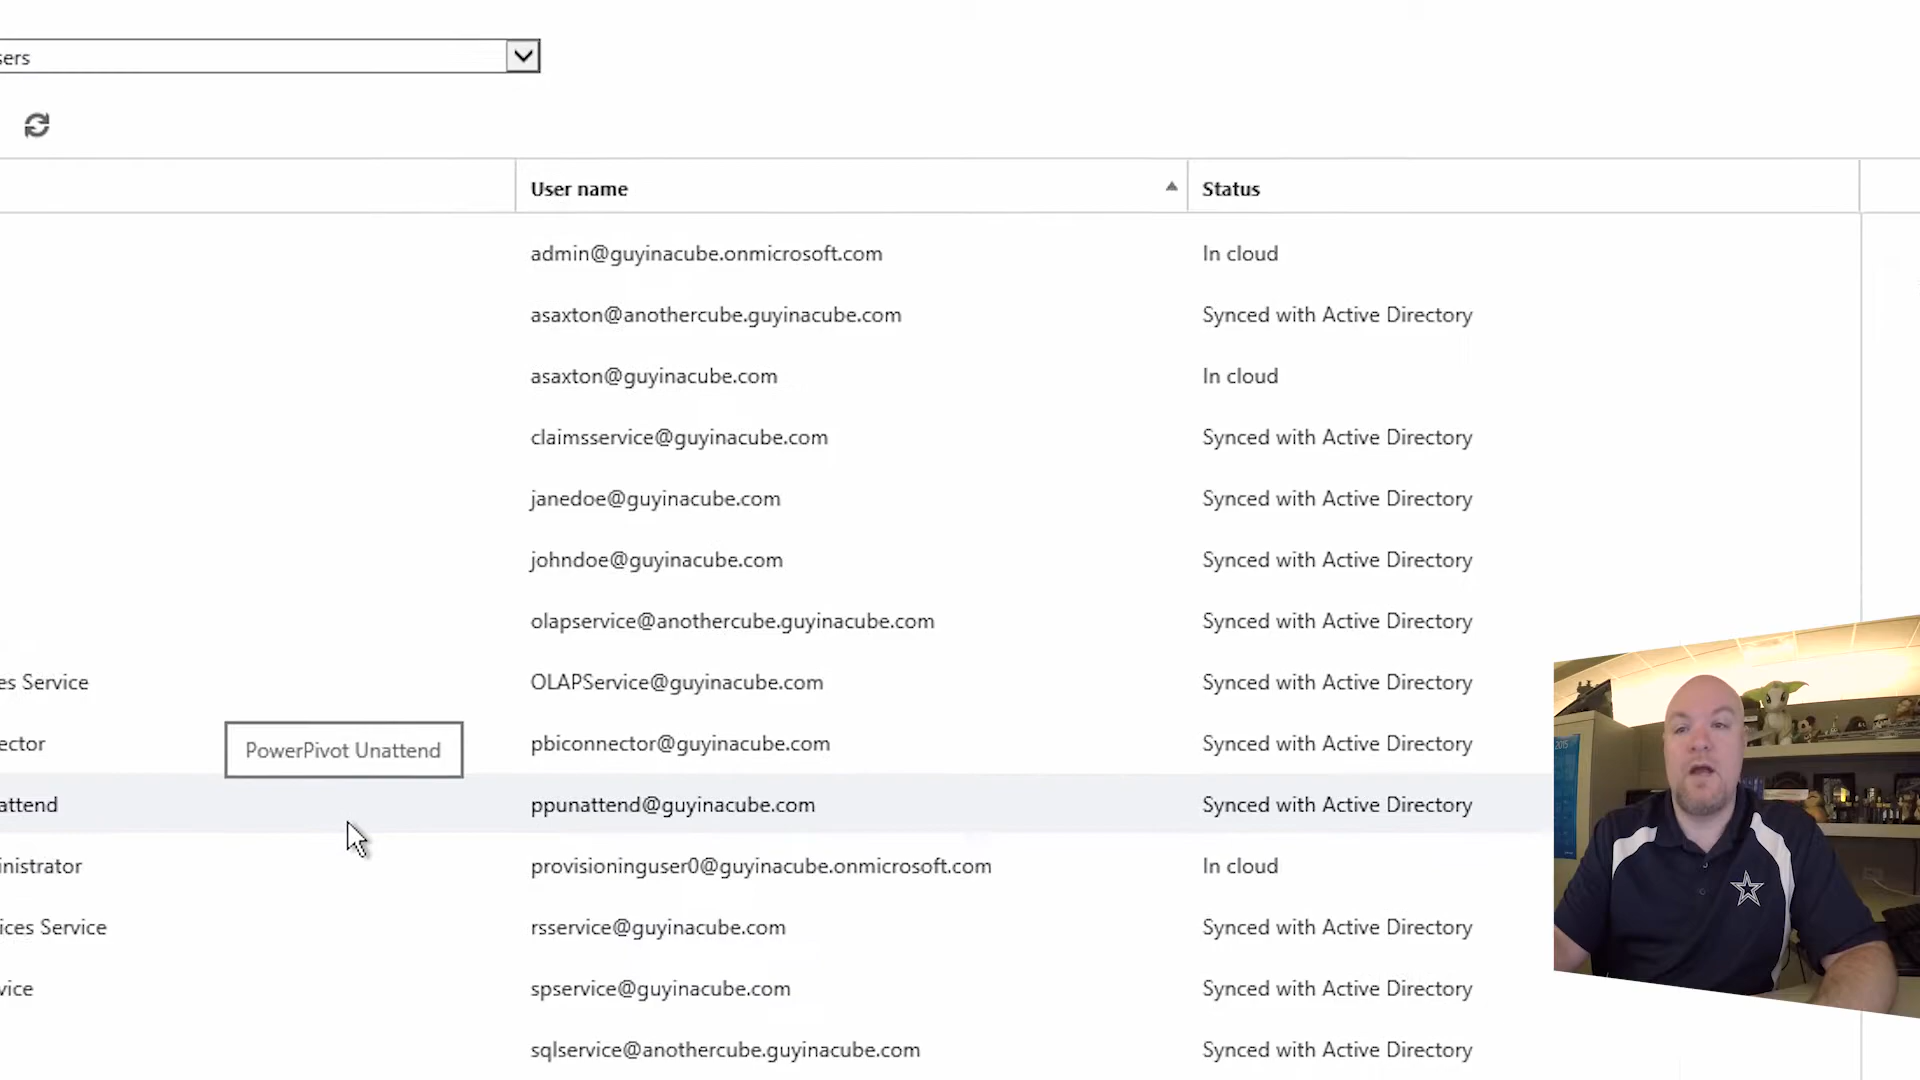 sers
User name Status
admin@guyinacube.onmicrosoft.com In cloud
asaxton@anothercube.guyinacube.com Synced with Active Directory
asaxton@guyinacube.com In cloud
claimsservice@guyinacube.com Synced with Active Directory
janedoe@guyinacube.com Synced with Active Directory
johndoe@guyinacube.com Synced with Active Directory
olapservice@anothercube.guyinacube.com Synced with Active Directory
es Service OLAPService@guyinacube.com Synced with Active Directory
ector PowerPivot Unattend pbiconnector@guyinacube.com Synced with Active Directory
attend ppunattend@guyinacube.com Synced with Active Directory
inistrator provisioninguser0@guyinacube.onmicrosoft.com In cloud
ices Service rsservice@guyinacube.com Synced with Active Directory
vice spservice@guyinacube.com Synced with Active Directory
sqlservice@anothercube.guyinacube.com Synced with Active Directory
2015